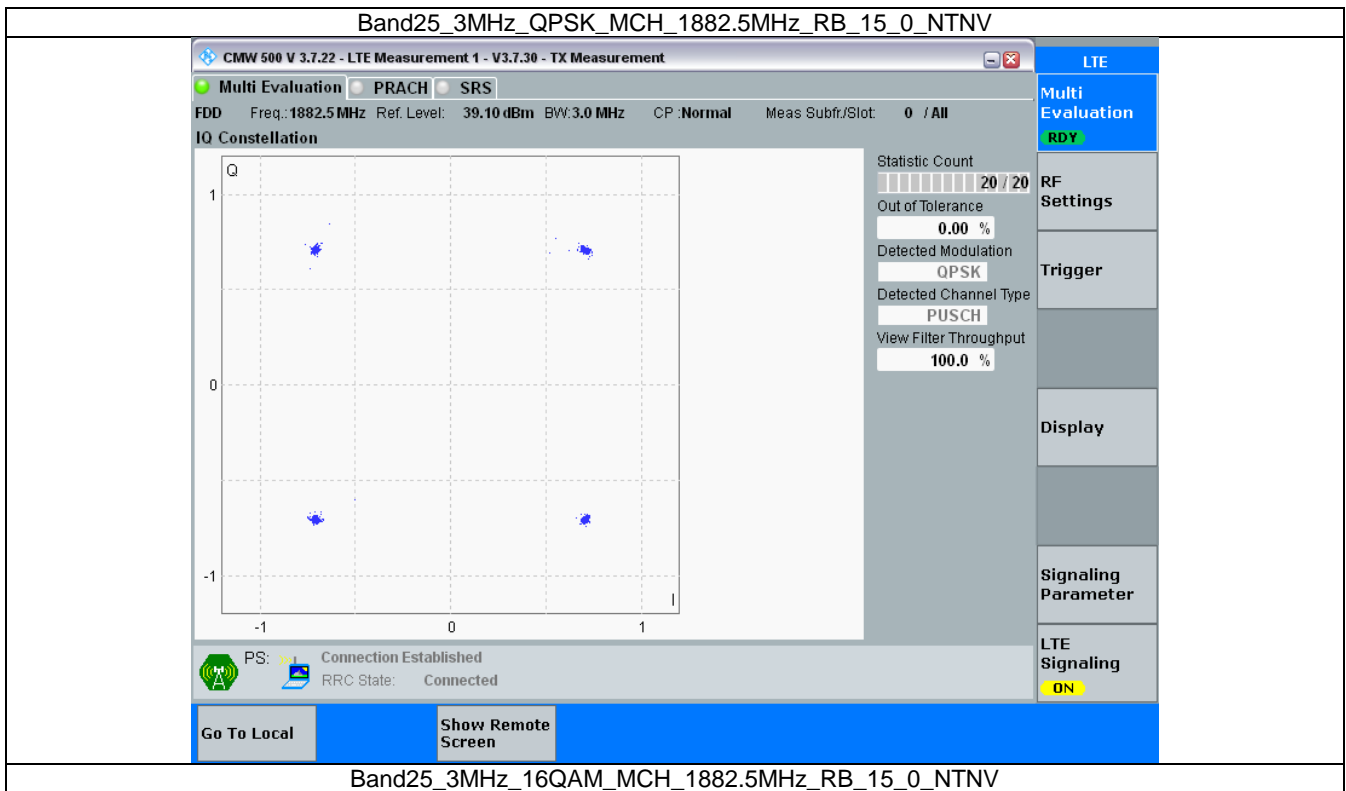 Band25_3MHz_QPSK_MCH_1882.5MHz_RB_15_0_NTNV
CMW 500 V 3.7.22 - LTE Measurement 1 - V3.7.30 - TX Measurement
LTE
Multi Evaluation PRACH SRS
Multi
Evaluation
RDY
FDD Freq.:1882.5 MHz Ref. Level: 39.10 dBm BW:3.0 MHz CP :Normal Meas Subfr./Slot: 0 / All
IQ Constellation
Q
1
0
-1
I
-1 0 1
Statistic Count
20 / 20
Out of Tolerance
0.00 %
Detected Modulation
QPSK
Detected Channel Type
PUSCH
View Filter Throughput
100.0 %
RF
Settings
Trigger
Display
Signaling
Parameter
LTE
Signaling
ON
PS: Connection Established
RRC State: Connected
Go To Local
Show Remote
Screen
Band25_3MHz_16QAM_MCH_1882.5MHz_RB_15_0_NTNV